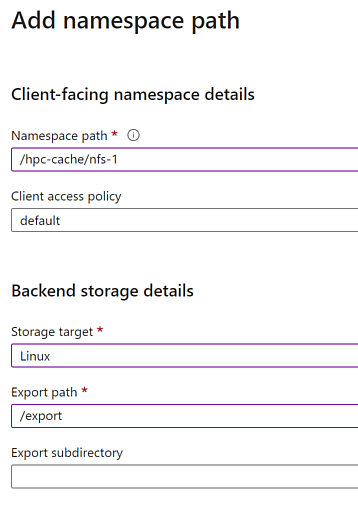 Add namespace path
Client-facing namespace details
Namespace path *
/hpc-cache/nfs-1
Client access policy
default
Backend storage details
Storage target *
Linux
Export path *
/export
Export subdirectory